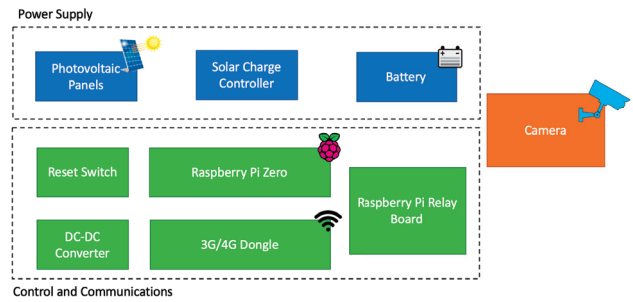 Power Supply
Photovoltaic
Panels
Solar Charge
Controller
Battery
Camera
Reset Switch
Raspberry Pi Zero
Raspberry Pi Relay
Board
DC-DC
Converter
3G/4G Dongle
Control and Communications